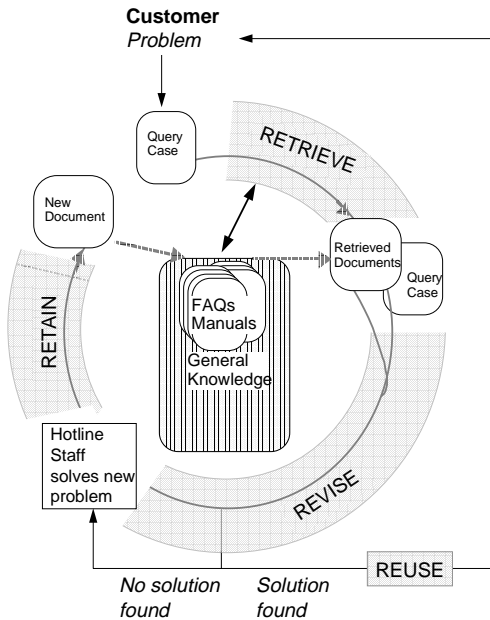 Customer
Problem
Query
Case
RETRIEVE
New
Document
Retrieved
Documents
Query
Case
FAQs
Manuals
General
Knowledge
RETAIN
Hotline
Staff
solves new
problem
REVISE
No solution
found
Solution
found
REUSE